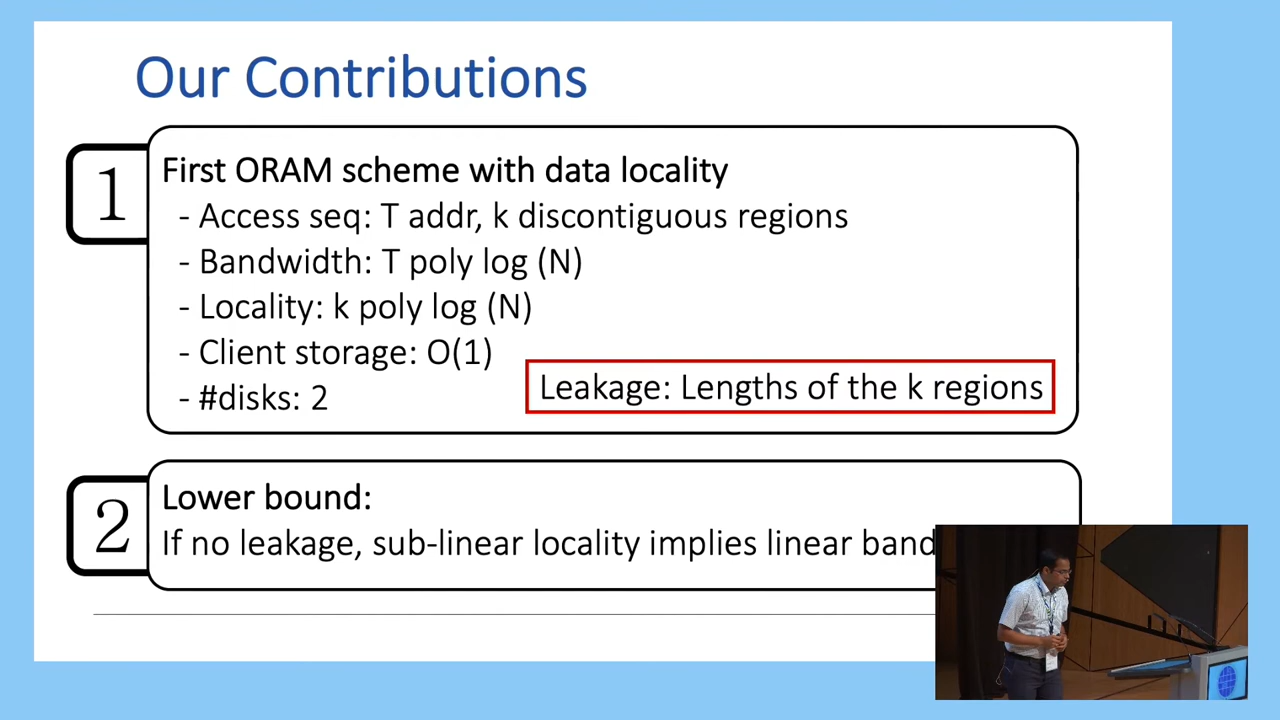 Our Contributions
1
First ORAM scheme with data locality
- Access seq: T addr, k discontiguous regions
- Bandwidth: T poly log (N)
- Locality: k poly log (N)
- Client storage: O(1)
- #disks: 2
Leakage: Lengths of the k regions
2
Lower bound:
If no leakage, sub-linear locality implies linear band